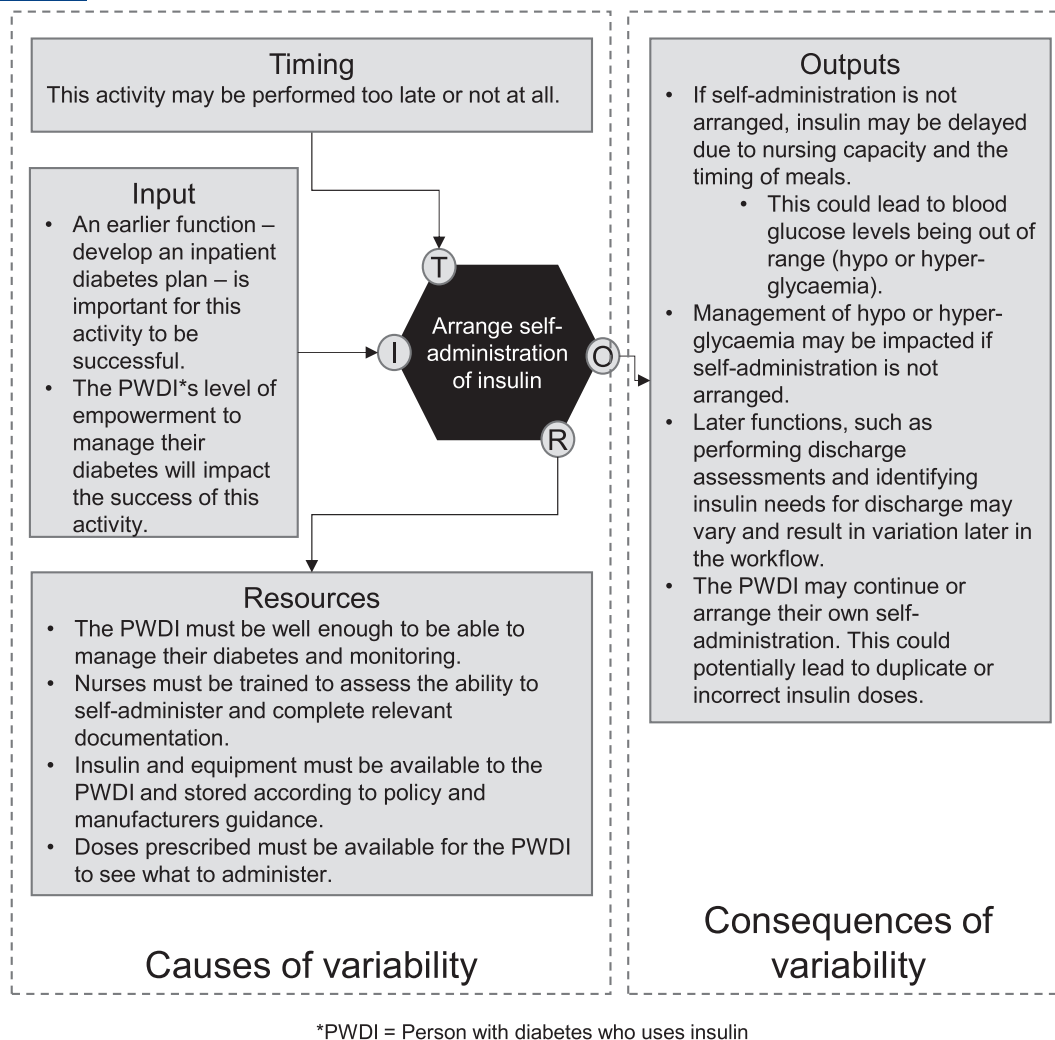 Timing
This activity may be performed too late or not at all.
Input
• An earlier function –
develop an inpatient
diabetes plan – is
important for this
activity to be
successful.
• The PWDI*s level of
empowerment to
manage their
diabetes will impact
the success of this
activity.
T
I
Arrange self-
administration
of insulin
O
R
Resources
• The PWDI must be well enough to be able to
manage their diabetes and monitoring.
• Nurses must be trained to assess the ability to
self-administer and complete relevant
documentation.
• Insulin and equipment must be available to the
PWDI and stored according to policy and
manufacturers guidance.
• Doses prescribed must be available for the PWDI
to see what to administer.
Causes of variability
Outputs
• If self-administration is not
arranged, insulin may be delayed
due to nursing capacity and the
timing of meals.
• This could lead to blood
glucose levels being out of
range (hypo or hyper-
glycaemia).
• Management of hypo or hyper-
glycaemia may be impacted if
self-administration is not
arranged.
• Later functions, such as
performing discharge
assessments and identifying
insulin needs for discharge may
vary and result in variation later in
the workflow.
• The PWDI may continue or
arrange their own self-
administration. This could
potentially lead to duplicate or
incorrect insulin doses.
Consequences of
variability
*PWDI = Person with diabetes who uses insulin